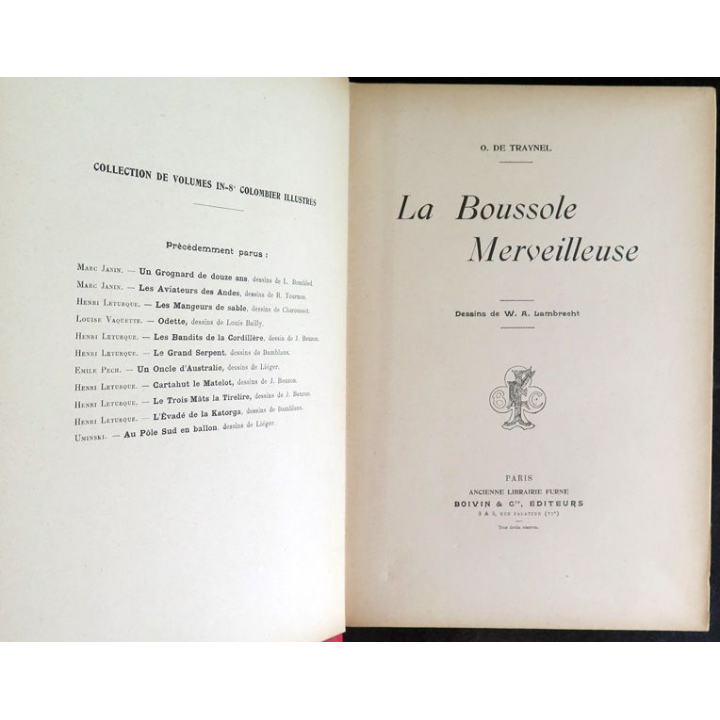 COLLECTION DE VOLUMES IN-8° COLOMBIER ILLUSTRÉS
Précédemment parus :
MARC JANIN. — Un Grognard de douze ans, dessins de L. Bombled.
MARC JANIN. — Les Aviateurs des Andes, dessins de R. Tournon.
HENRI LETURQUE. — Les Mangeurs de sable, dessins de Charousset.
LOUISE VAQUETTE. — Odette, dessins de Louis Bailly.
HENRI LETURQUE. — Les Bandits de la Cordillère, dessins de J. Beuzon.
HENRI LETURQUE. — Le Grand Serpent, dessins de Damblans.
EMILE PECH. — Un Oncle d'Australie, dessins de Liéger.
HENRI LETURQUE. — Cartahut le Matelot, dessins de J. Beuzon.
HENRI LETURQUE. — Le Trois Mâts la Tirelire, dessins de J. Beuzon.
HENRI LETURQUE. — L'Évadé de la Katorga, dessins de Damblans.
UMINSKI. — Au Pôle Sud en ballon, dessins de Liéger.
O. DE TRAYNEL
La Boussole
Merveilleuse
Dessins de W. A. Lambrecht
B F C
PARIS
ANCIENNE LIBRAIRIE FURNE
BOIVIN & Cie, ÉDITEURS
3 & 5, RUE PALATINE (VIe)
Tous droits réservés.